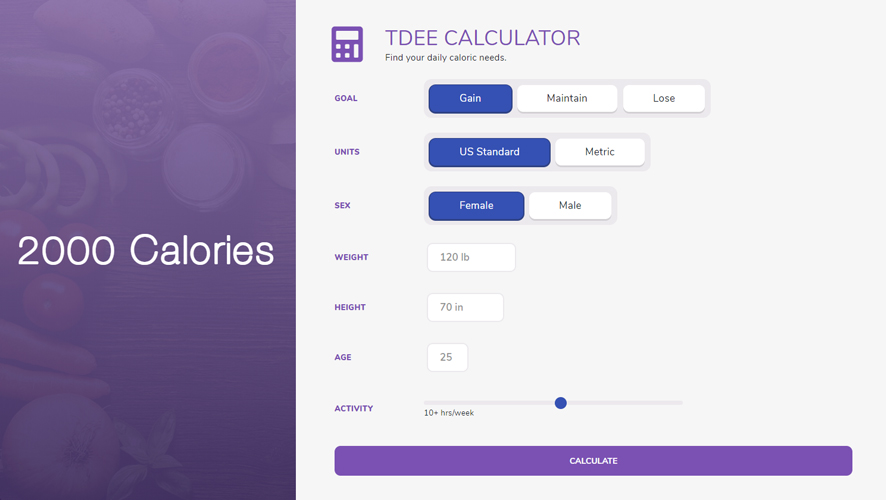 2000 Calories
TDEE CALCULATOR
Find your daily caloric needs.
GOAL
Gain
Maintain
Lose
UNITS
US Standard
Metric
SEX
Female
Male
WEIGHT
120 lb
HEIGHT
70 in
AGE
25
ACTIVITY
10+ hrs/week
CALCULATE